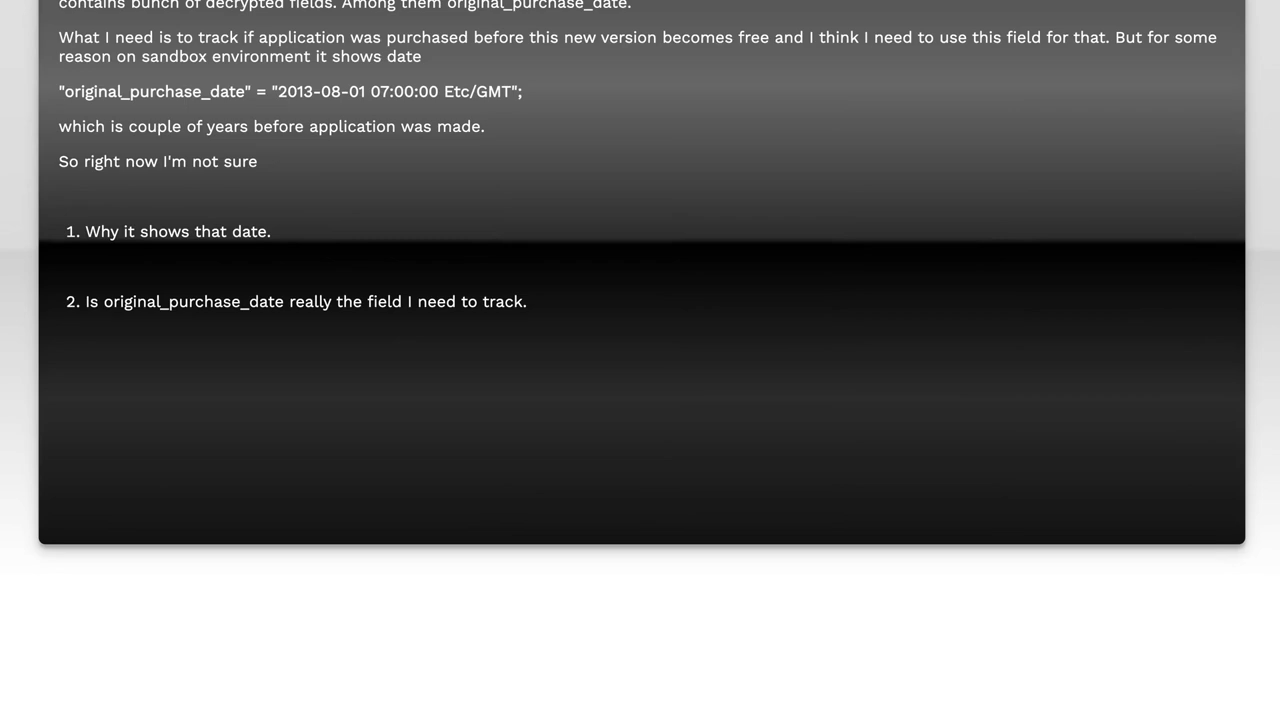 contains bunch of decrypted fields. Among them original_purchase_date.
What I need is to track if application was purchased before this new version becomes free and I think I need to use this field for that. But for some
reason on sandbox environment it shows date
"original_purchase_date" = "2013-08-01 07:00:00 Etc/GMT";
which is couple of years before application was made.
So right now I'm not sure
1. Why it shows that date.
2. Is original_purchase_date really the field I need to track.